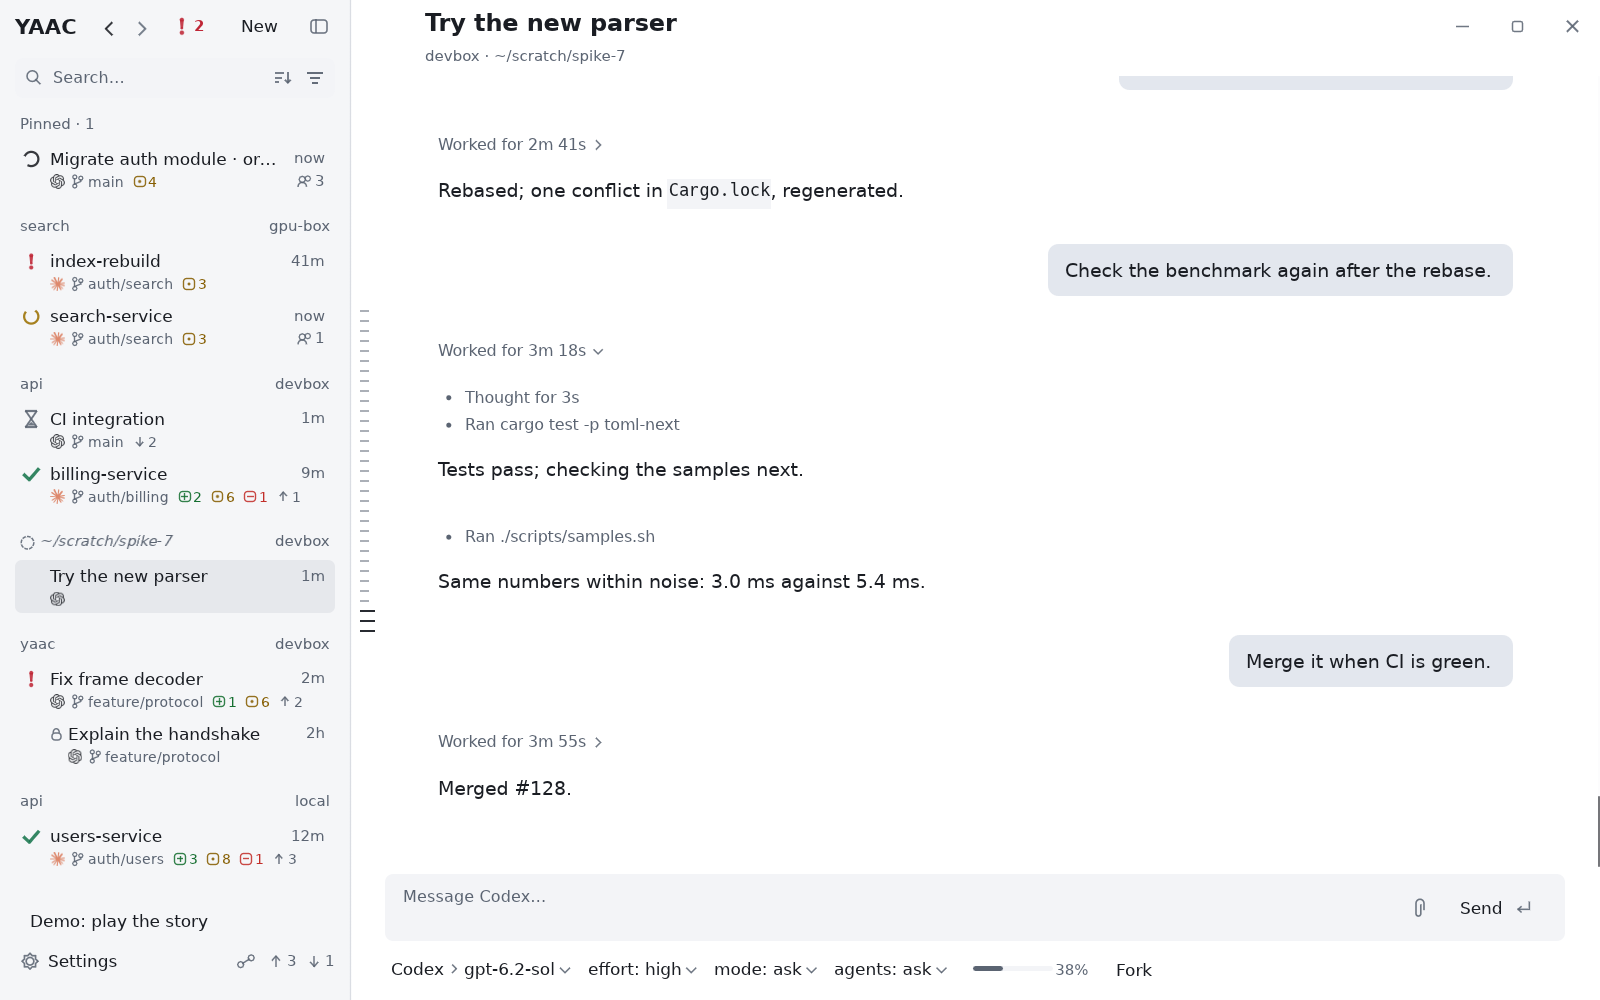 YAAC
2
New
Search…
Pinned · 1
Migrate auth module · or… now
main 4 3
search gpu-box
index-rebuild 41m
auth/search 3
search-service now
auth/search 3 1
api devbox
CI integration 1m
main 2
billing-service 9m
auth/billing 2 6 1 1
~/scratch/spike-7 devbox
Try the new parser 1m
yaac devbox
Fix frame decoder 2m
feature/protocol 1 6 2
Explain the handshake 2h
feature/protocol
api local
users-service 12m
auth/users 3 8 1 3
Demo: play the story
Settings 3 1
Try the new parser
devbox · ~/scratch/spike-7
Worked for 2m 41s
Rebased; one conflict in Cargo.lock, regenerated.
Check the benchmark again after the rebase.
Worked for 3m 18s
• Thought for 3s
• Ran cargo test -p toml-next
Tests pass; checking the samples next.
• Ran ./scripts/samples.sh
Same numbers within noise: 3.0 ms against 5.4 ms.
Merge it when CI is green.
Worked for 3m 55s
Merged #128.
Message Codex…
Send
Codex gpt-6.2-sol effort: high mode: ask agents: ask 38% Fork